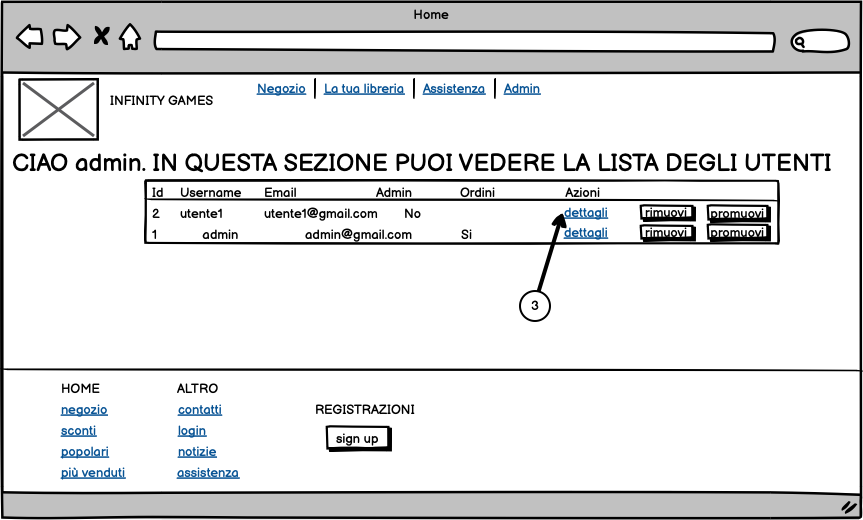 Home
Negozio La tua libreria Assistenza Admin
INFINITY GAMES
CIAO admin. IN QUESTA SEZIONE PUOI VEDERE LA LISTA DEGLI UTENTI
Id Username Email Admin Ordini Azioni
2 utente1 utente1@gmail.com No dettagli rimuovi promuovi
1 admin admin@gmail.com Si dettagli rimuovi promuovi
3
HOME ALTRO
negozio contatti REGISTRAZIONI
sconti login sign up
popolari notizie
più venduti assistenza